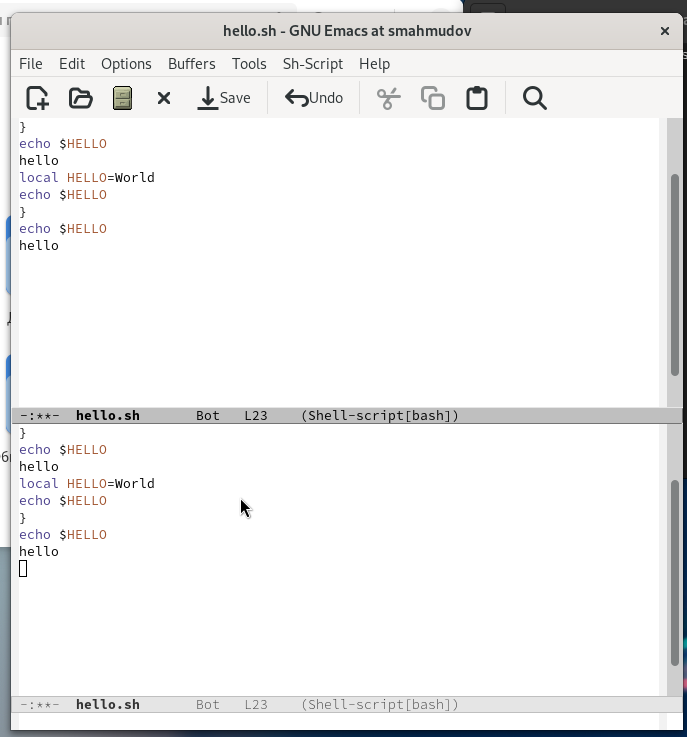 hello.sh - GNU Emacs at smahmudov
File Edit Options Buffers Tools Sh-Script Help
Save Undo
}
echo $HELLO
hello
local HELLO=World
echo $HELLO
}
echo $HELLO
hello
-:**- hello.sh Bot L23 (Shell-script[bash])
}
echo $HELLO
hello
local HELLO=World
echo $HELLO
}
echo $HELLO
hello
-:**- hello.sh Bot L23 (Shell-script[bash])